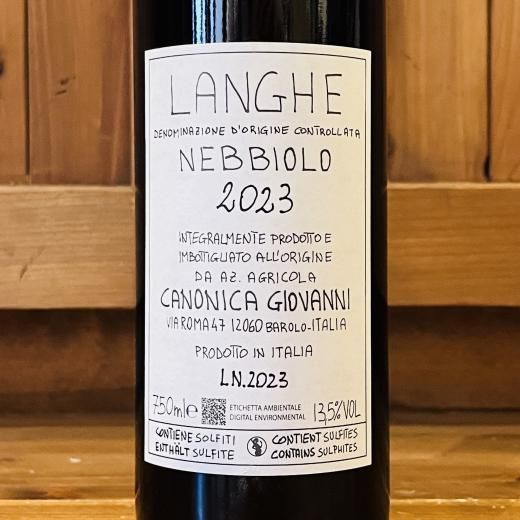 LANGHE
DENOMINAZIONE D'ORIGINE CONTROLLATA
NEBBIOLO
2023
INTEGRALMENTE PRODOTTO E
IMBOTTIGLIATO ALL'ORIGINE
DA AZ. AGRICOLA
CANONICA GIOVANNI
VIA ROMA 47 12060 BAROLO-ITALIA
PRODOTTO IN ITALIA
L.N.2023
750ml e ETICHETTA AMBIENTALE 13,5%VOL
DIGITAL ENVIRONMENTAL
CONTIENE SOLFITI CONTIENT SULFITES
ENTHÄLT SULFITE CONTAINS SULPHITES